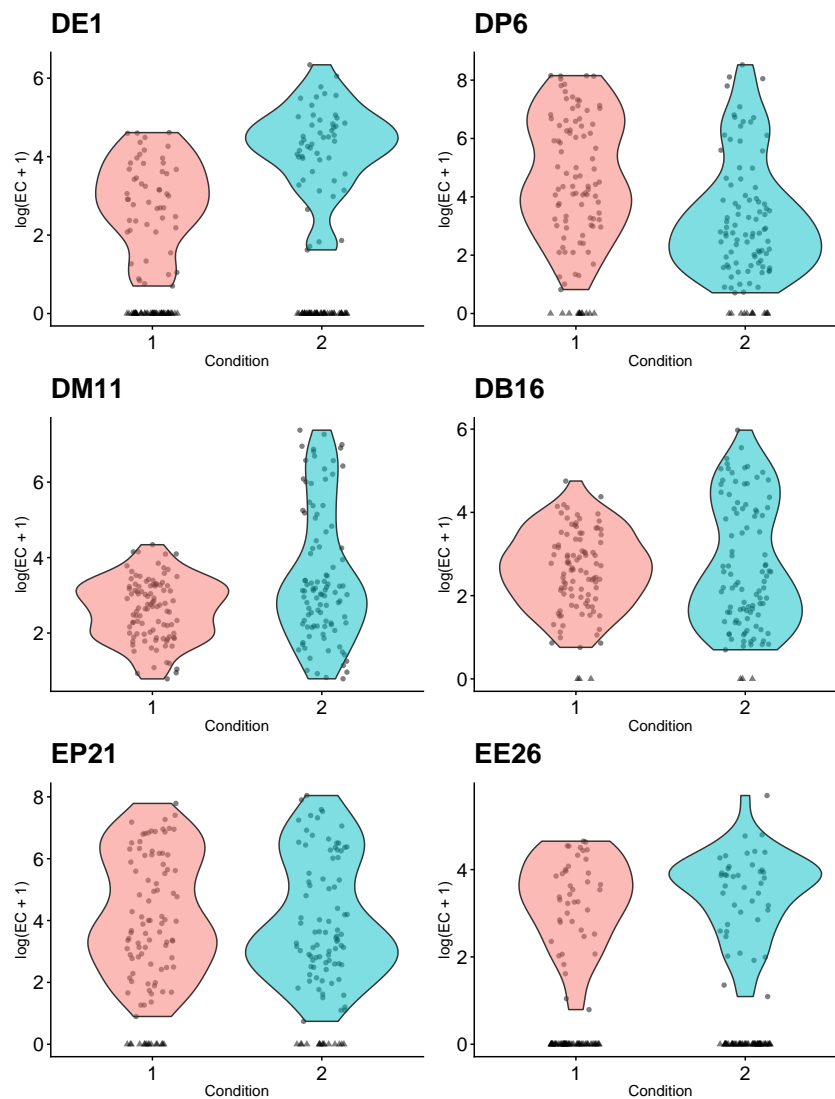 DE1
6
4
2
0
log(EC + 1)
1
2
Condition
DP6
8
6
4
2
0
log(EC + 1)
1
2
Condition
DM11
6
4
2
log(EC + 1)
1
2
Condition
DB16
6
4
2
0
log(EC + 1)
1
2
Condition
EP21
8
6
4
2
0
log(EC + 1)
1
2
Condition
EE26
4
2
0
log(EC + 1)
1
2
Condition